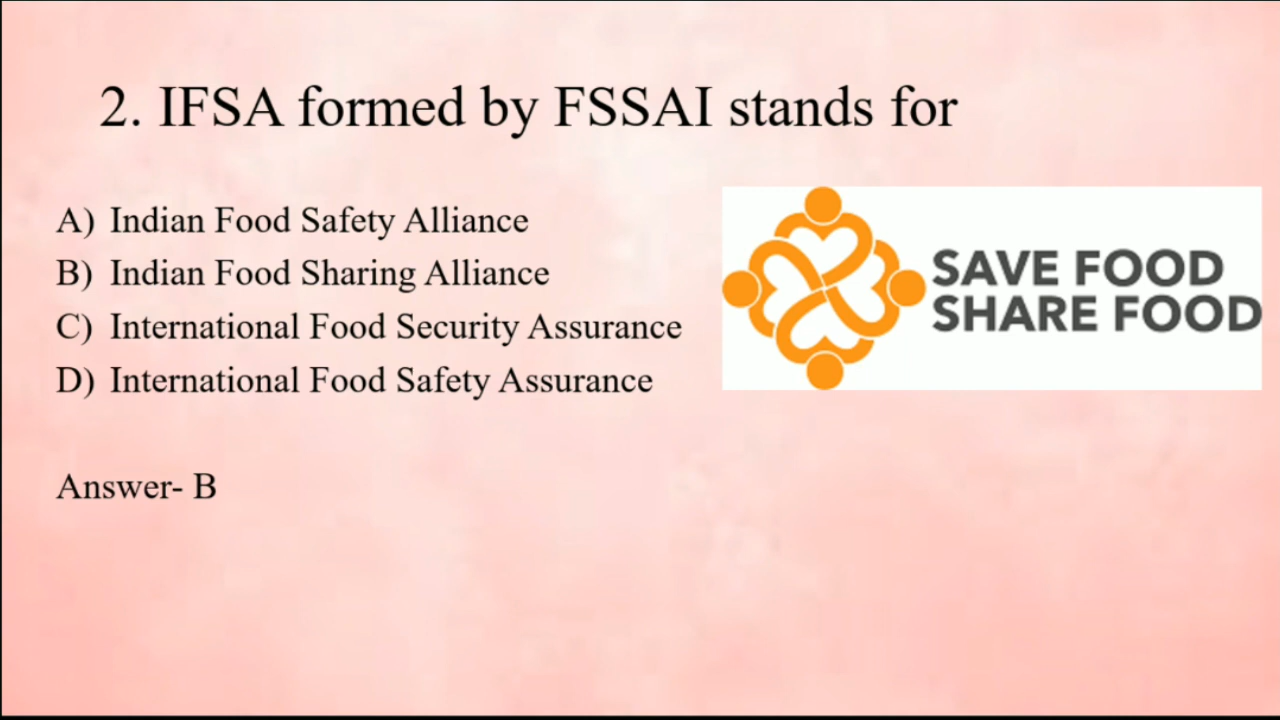 2. IFSA formed by FSSAI stands for
A) Indian Food Safety Alliance
B) Indian Food Sharing Alliance
C) International Food Security Assurance
D) International Food Safety Assurance
SAVE FOOD
SHARE FOOD
Answer- B